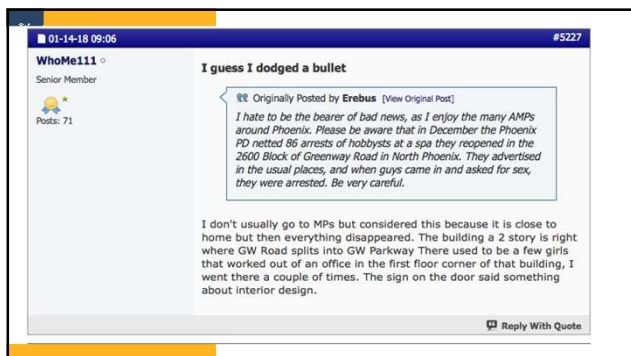 01-14-18 09:06 #5227
WhoMe111
Senior Member
Posts: 71
I guess I dodged a bullet
Originally Posted by Erebus [View Original Post]
I hate to be the bearer of bad news, as I enjoy the many AMPs
around Phoenix. Please be aware that in December the Phoenix
PD netted 86 arrests of hobbyists at a spa they reopened in the
2600 Block of Greenway Road in North Phoenix. They advertised
in the usual places, and when guys came in and asked for sex,
they were arrested. Be very careful.
I don't usually go to MPs but considered this because it is close to
home but then everything disappeared. The building a 2 story is right
where GW Road splits into GW Parkway There used to be a few girls
that worked out of an office in the first floor corner of that building, I
went there a couple of times. The sign on the door said something
about interior design.
Reply With Quote